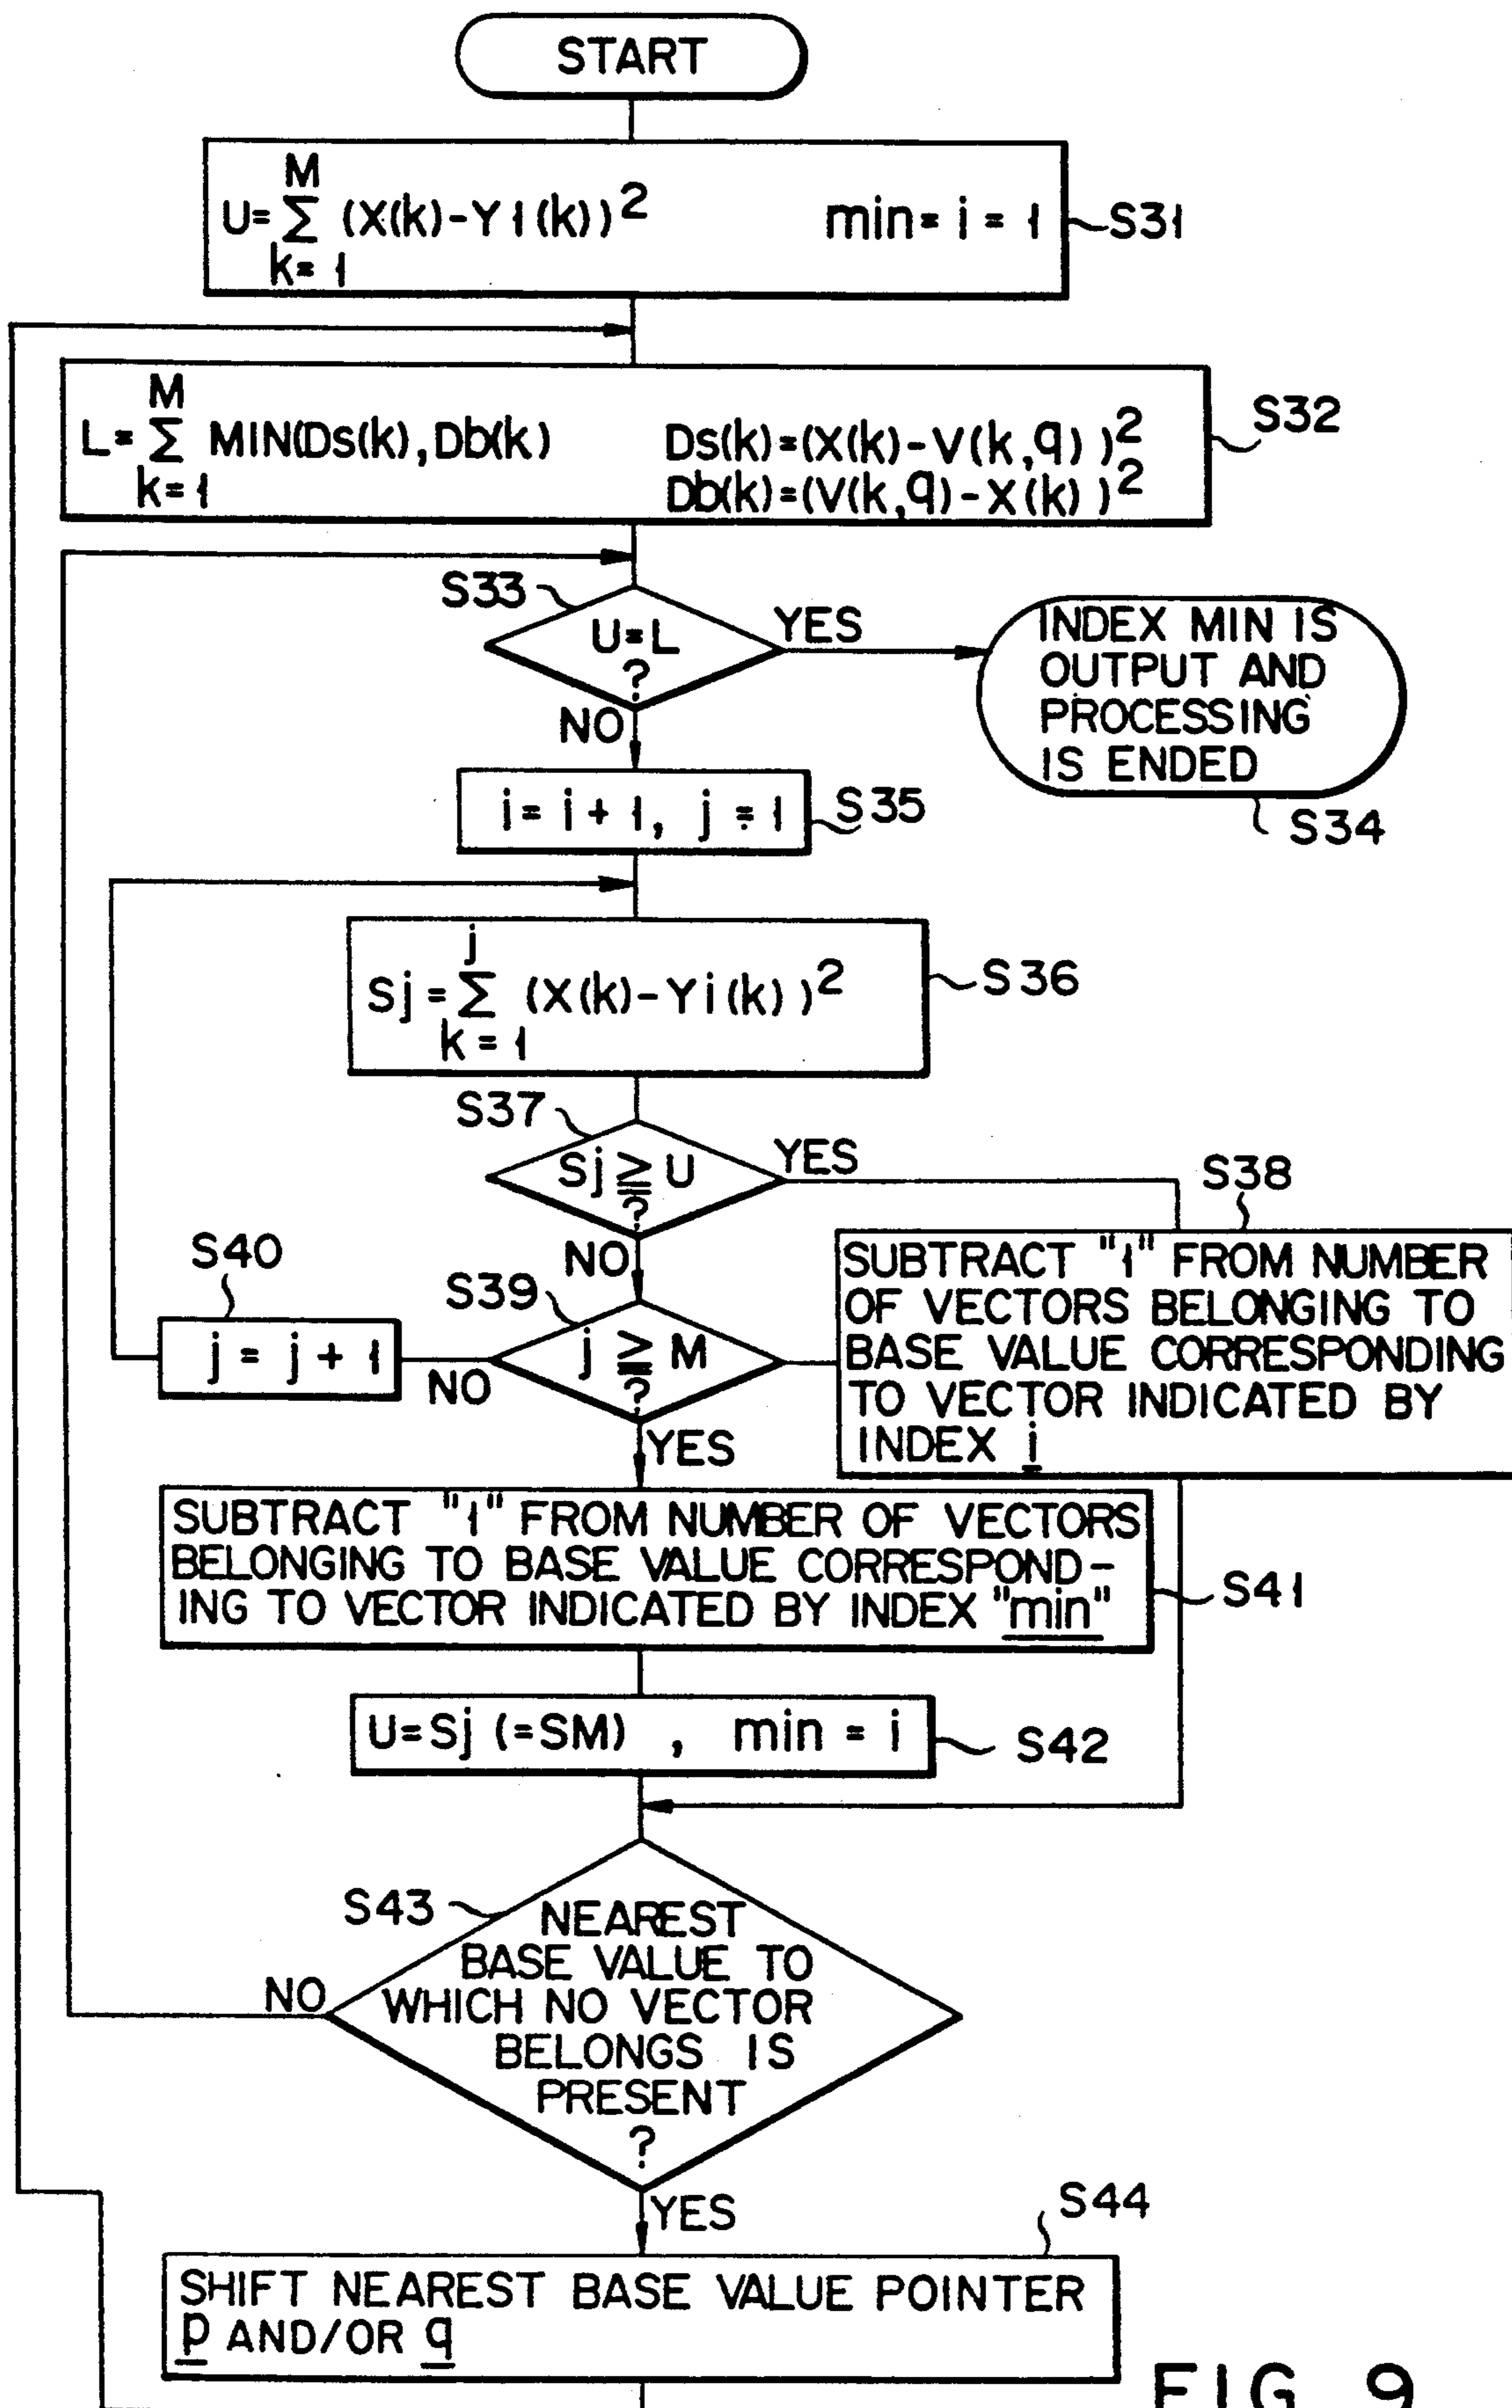 START
M
U=Σ (X(k)-Y1(k))² min= i = 1
k= 1
S31
M
L=Σ MIN(Ds(k),Db(k) Ds(k)=(X(k)-V(k,q))²
k=1 Db(k)=(V(k,q)-X(k))²
S32
S33
U=L
?
YES
NO
INDEX MIN IS
OUTPUT AND
PROCESSING
IS ENDED
S34
i= i + 1, j = 1
S35
j
Sj =Σ (X(k)-Yi(k))²
k = 1
S36
S37
Sj ≧ U
?
YES
NO
S38
SUBTRACT "1" FROM NUMBER
OF VECTORS BELONGING TO
BASE VALUE CORRESPONDING
TO VECTOR INDICATED BY
INDEX i
S40
j = j + 1
S39
j ≧ M
?
NO
YES
SUBTRACT "1" FROM NUMBER OF VECTORS
BELONGING TO BASE VALUE CORRESPOND-
ING TO VECTOR INDICATED BY INDEX "min"
S41
U=Sj (=SM) , min = i
S42
S43
NEAREST
BASE VALUE TO
WHICH NO VECTOR
BELONGS IS
PRESENT
?
NO
YES
S44
SHIFT NEAREST BASE VALUE POINTER
p AND/OR q
FIG. 9